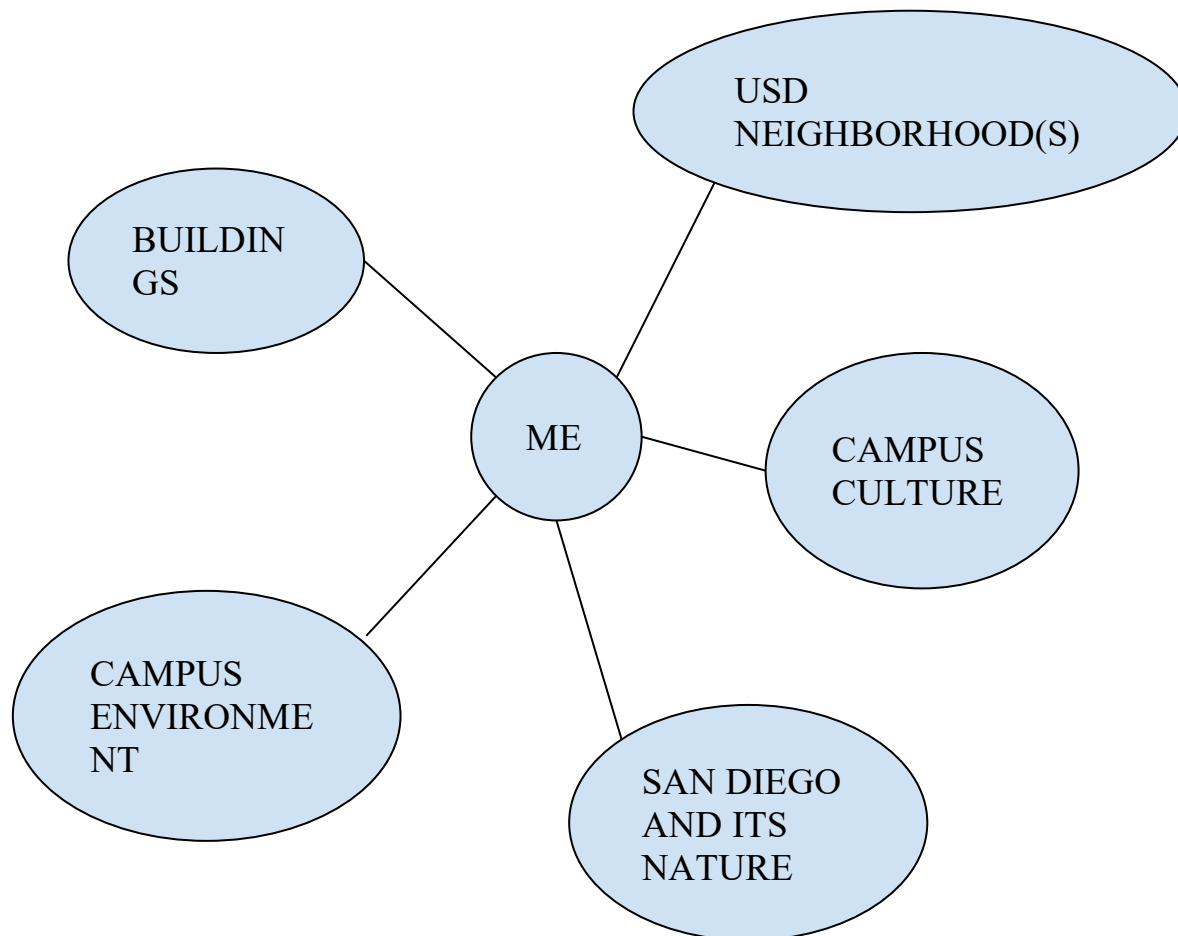 USD
NEIGHBORHOOD(S)
BUILDIN
GS
ME
CAMPUS
CULTURE
CAMPUS
ENVIRONME
NT
SAN DIEGO
AND ITS
NATURE